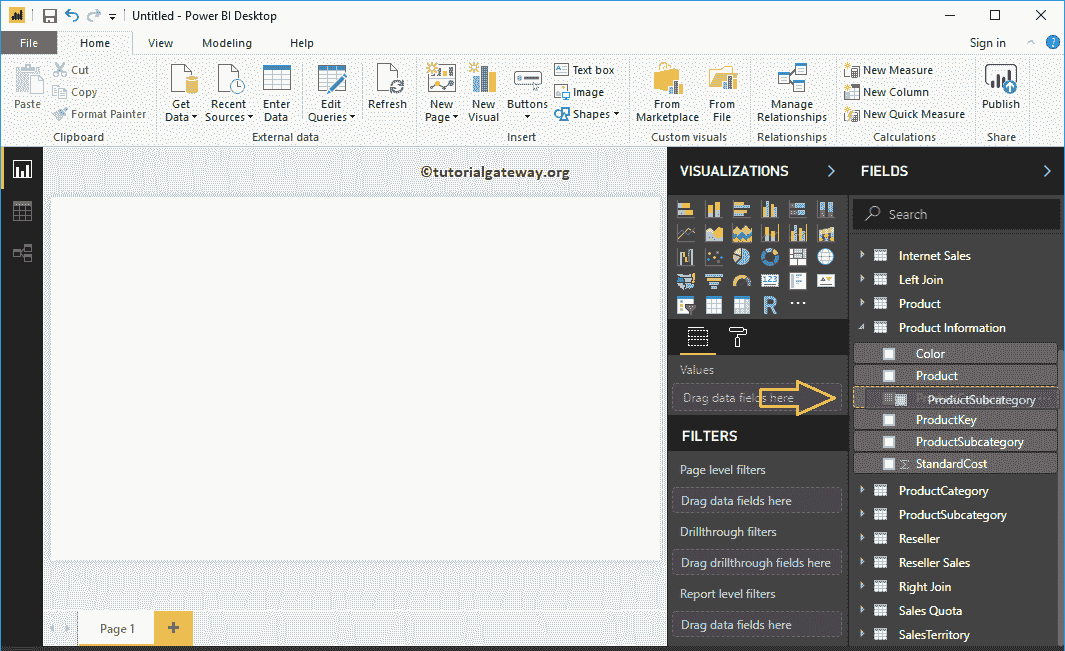 Untitled - Power BI Desktop
File Home View Modeling Help Sign in
Paste
Cut
Copy
Format Painter
Clipboard
Get Data
Recent Sources
Enter Data
Edit Queries
Refresh
External data
New Page
New Visual
Buttons
Text box
Image
Shapes
Insert
From Marketplace
From File
Custom visuals
Manage Relationships
Relationships
New Measure
New Column
New Quick Measure
Calculations
Publish
Share
©tutorialgateway.org
VISUALIZATIONS
123
R
Values
Drag data fields here
FILTERS
Page level filters
Drag data fields here
Drillthrough filters
Drag drillthrough fields here
Report level filters
Drag data fields here
FIELDS
Search
Internet Sales
Left Join
Product
Product Information
Color
Product
ProductSubcategory
ProductKey
ProductSubcategory
Σ StandardCost
ProductCategory
ProductSubcategory
Reseller
Reseller Sales
Right Join
Sales Quota
SalesTerritory
Page 1